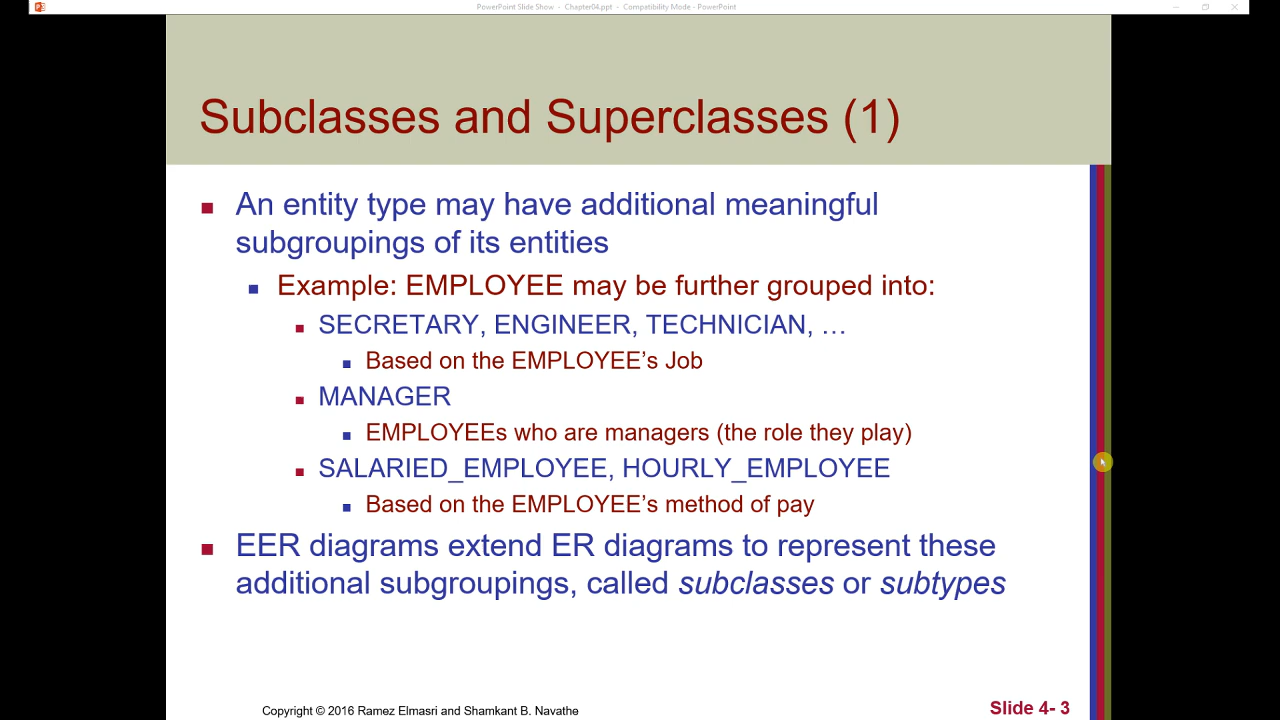 PowerPoint Slide Show - Chapter04.ppt - Compatibility Mode - PowerPoint
Subclasses and Superclasses (1)
An entity type may have additional meaningful
subgroupings of its entities
Example: EMPLOYEE may be further grouped into:
SECRETARY, ENGINEER, TECHNICIAN, …
Based on the EMPLOYEE’s Job
MANAGER
EMPLOYEEs who are managers (the role they play)
SALARIED_EMPLOYEE, HOURLY_EMPLOYEE
Based on the EMPLOYEE’s method of pay
EER diagrams extend ER diagrams to represent these
additional subgroupings, called subclasses or subtypes
Copyright © 2016 Ramez Elmasri and Shamkant B. Navathe
Slide 4- 3